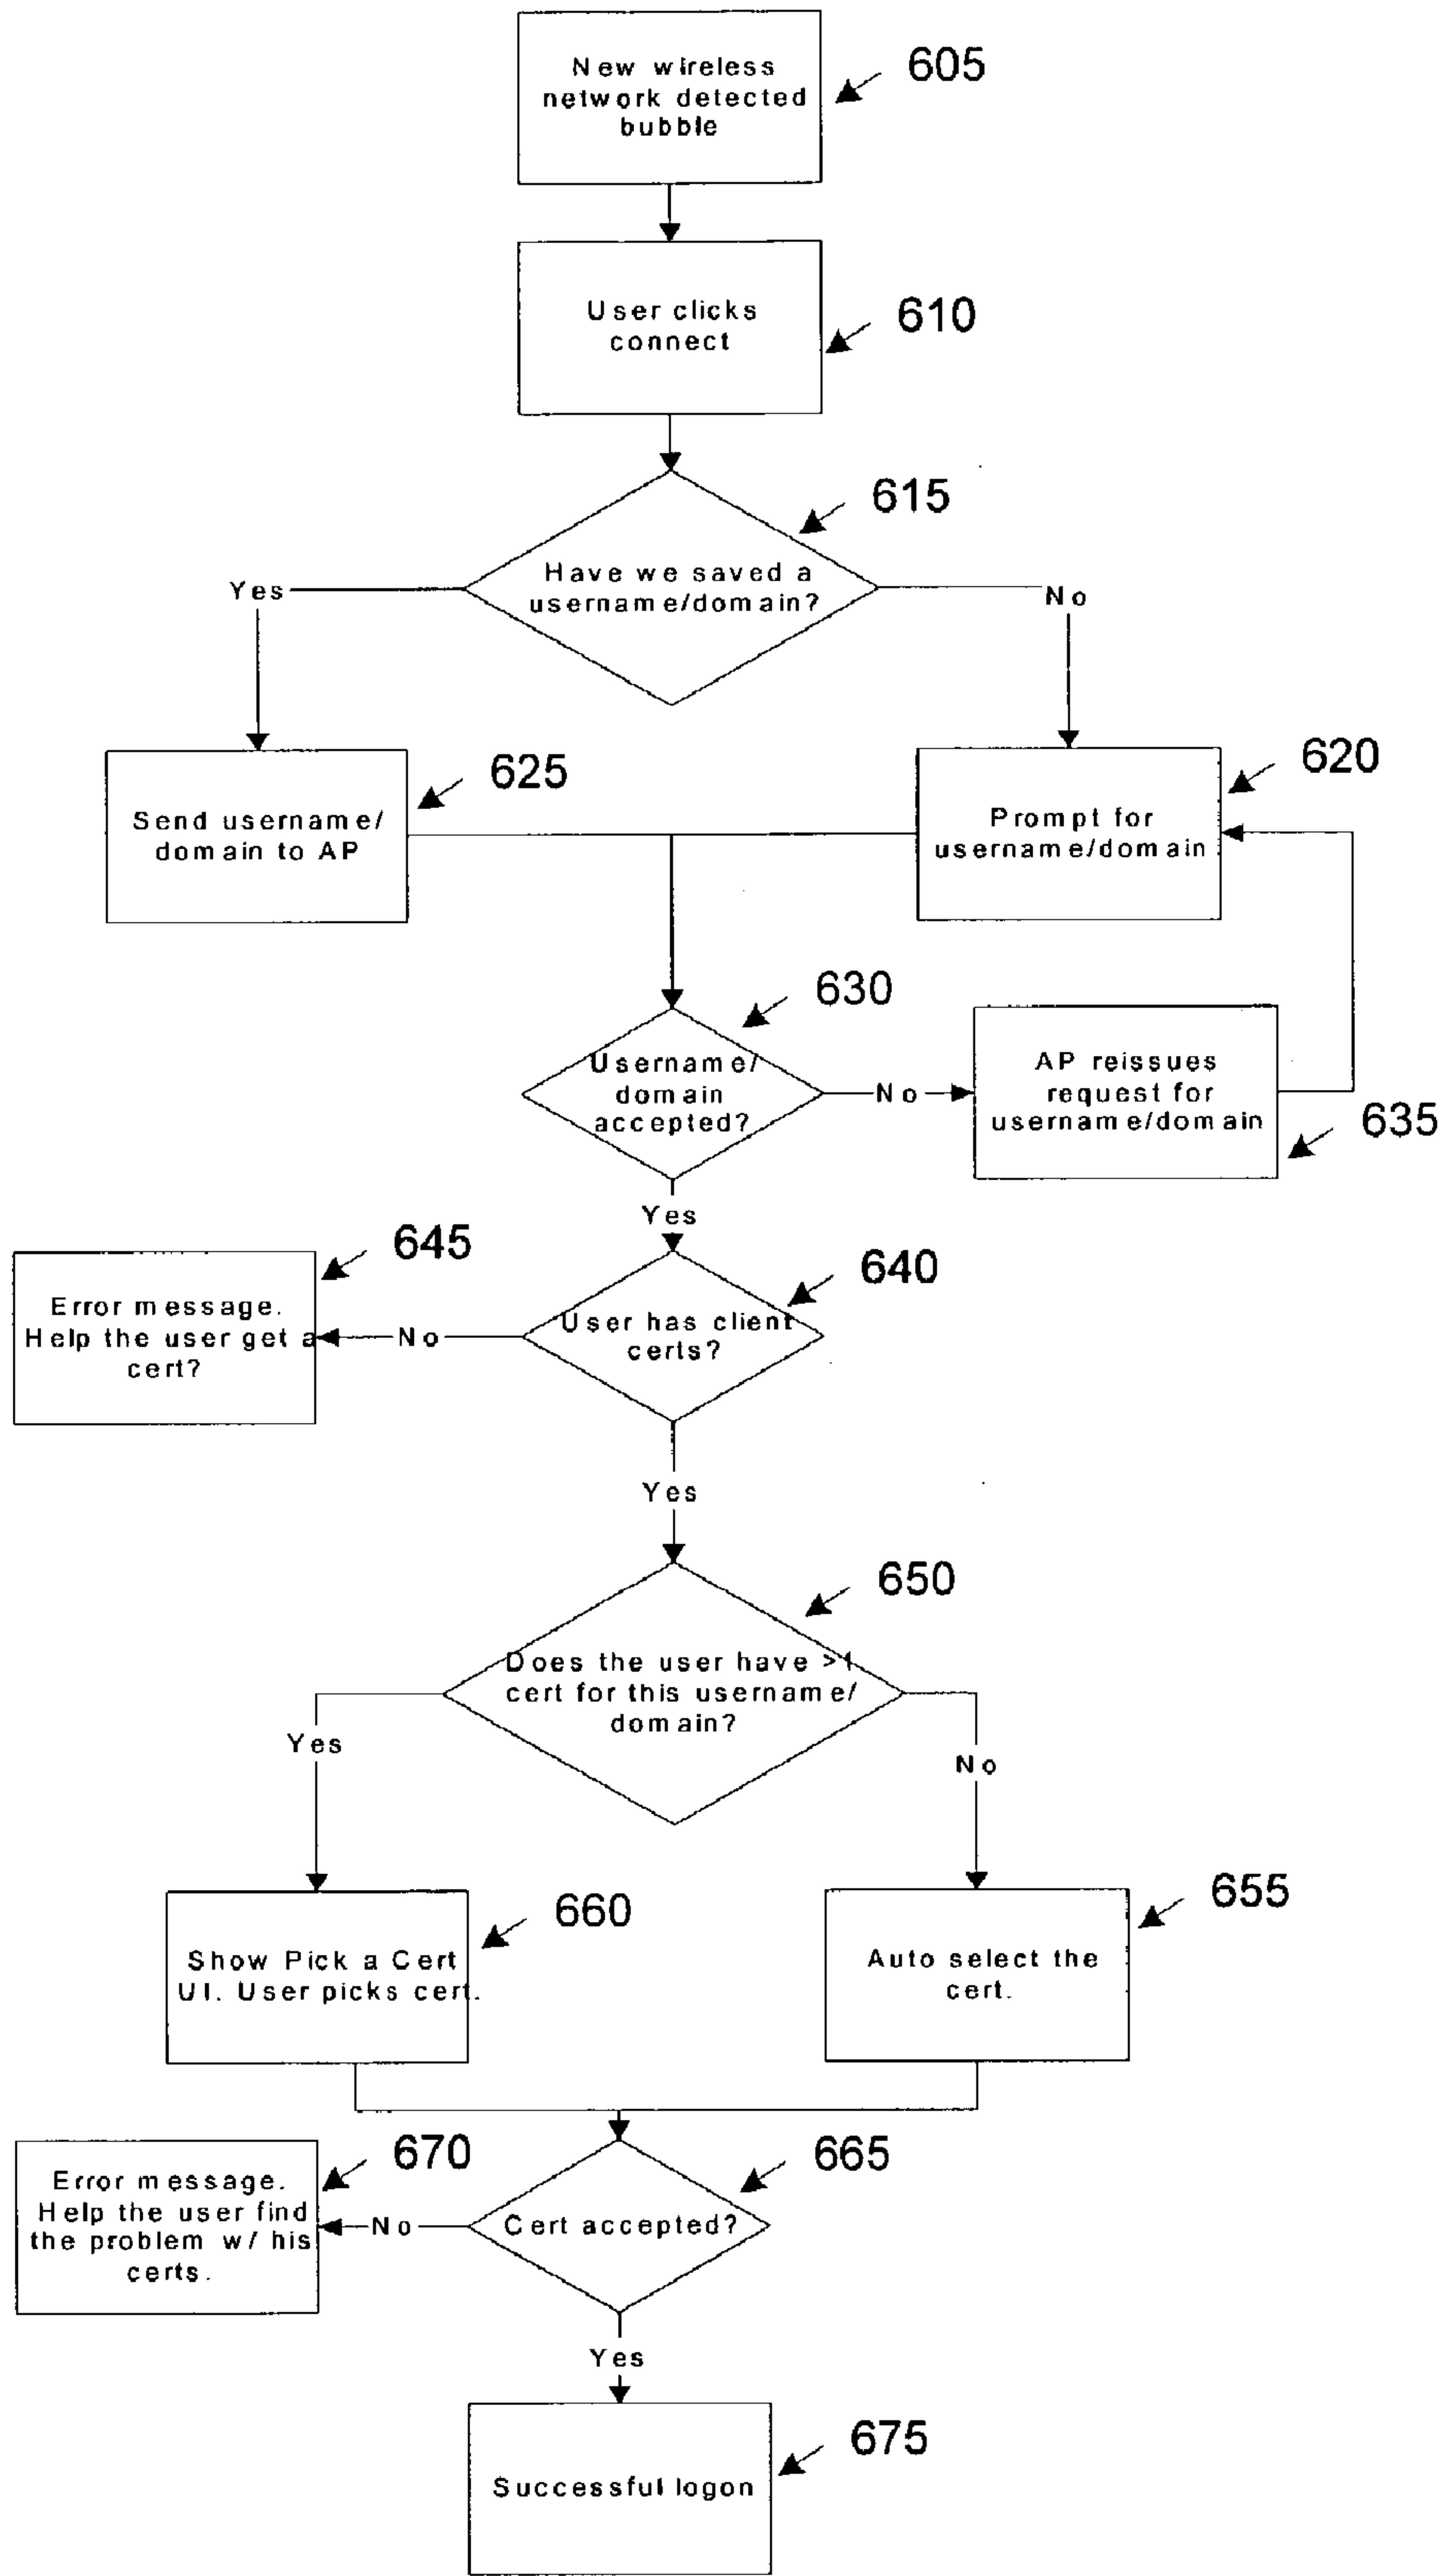 New wireless
network detected
bubble
605
User clicks
connect
610
615
Have we saved a
username/domain?
Yes
No
625
Send username/
domain to AP
620
Prompt for
username/domain
630
Username/
domain
accepted?
No
AP reissues
request for
username/domain
635
Yes
645
Error message.
Help the user get a
cert?
No
640
User has client
certs?
Yes
650
Does the user have >1
cert for this username/
domain?
Yes
No
660
Show Pick a Cert
UI. User picks cert.
655
Auto select the
cert.
670
Error message.
Help the user find
the problem w/ his
certs.
No
665
Cert accepted?
Yes
675
Successful logon